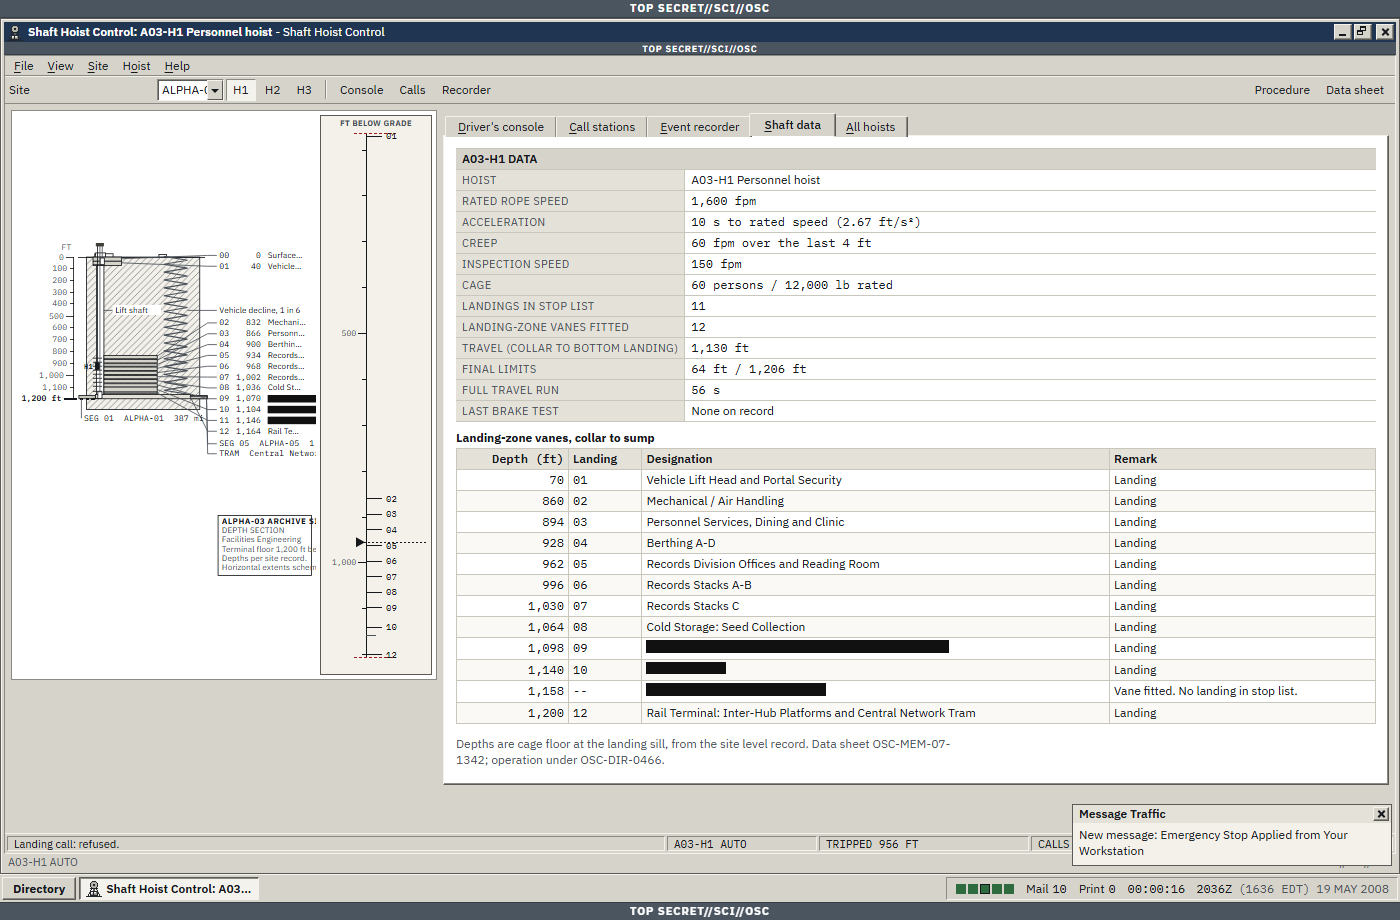 TOP SECRET//SCI//OSC
Shaft Hoist Control: A03-H1 Personnel hoist - Shaft Hoist Control
TOP SECRET//SCI//OSC
File View Site Hoist Help
Site ALPHA-0 H1 H2 H3 Console Calls Recorder Procedure Data sheet
FT
0
100
200
300
400
500
600
700
800
900
1,000
1,100
1,200 ft
Lift shaft
H1
00 0 Surface...
01 40 Vehicle...
Vehicle decline, 1 in 6
02 832 Mechani...
03 866 Personn...
04 900 Berthin...
05 934 Records...
06 968 Records...
07 1,002 Records...
08 1,036 Cold St...
09 1,070
10 1,104
11 1,146
12 1,164 Rail Te...
SEG 01 ALPHA-01 387 mi
SEG 05 ALPHA-05 1
TRAM Central Netwo
ALPHA-03 ARCHIVE S
DEPTH SECTION
Facilities Engineering
Terminal floor 1,200 ft be
Depths per site record.
Horizontal extents schem
FT BELOW GRADE
01
500
02
03
04
05
1,000
06
07
08
09
10
12
Driver's console Call stations Event recorder Shaft data All hoists
A03-H1 DATA
HOIST A03-H1 Personnel hoist
RATED ROPE SPEED 1,600 fpm
ACCELERATION 10 s to rated speed (2.67 ft/s²)
CREEP 60 fpm over the last 4 ft
INSPECTION SPEED 150 fpm
CAGE 60 persons / 12,000 lb rated
LANDINGS IN STOP LIST 11
LANDING-ZONE VANES FITTED 12
TRAVEL (COLLAR TO BOTTOM LANDING) 1,130 ft
FINAL LIMITS 64 ft / 1,206 ft
FULL TRAVEL RUN 56 s
LAST BRAKE TEST None on record
Landing-zone vanes, collar to sump
Depth (ft) Landing Designation Remark
70 01 Vehicle Lift Head and Portal Security Landing
860 02 Mechanical / Air Handling Landing
894 03 Personnel Services, Dining and Clinic Landing
928 04 Berthing A-D Landing
962 05 Records Division Offices and Reading Room Landing
996 06 Records Stacks A-B Landing
1,030 07 Records Stacks C Landing
1,064 08 Cold Storage: Seed Collection Landing
1,098 09 Landing
1,140 10 Landing
1,158 -- Vane fitted. No landing in stop list.
1,200 12 Rail Terminal: Inter-Hub Platforms and Central Network Tram Landing
Depths are cage floor at the landing sill, from the site level record. Data sheet OSC-MEM-07-
1342; operation under OSC-DIR-0466.
Message Traffic
New message: Emergency Stop Applied from Your
Workstation
Landing call: refused. A03-H1 AUTO TRIPPED 956 FT CALLS
A03-H1 AUTO
Directory Shaft Hoist Control: A03... Mail 10 Print 0 00:00:16 2036Z (1636 EDT) 19 MAY 2008
TOP SECRET//SCI//OSC